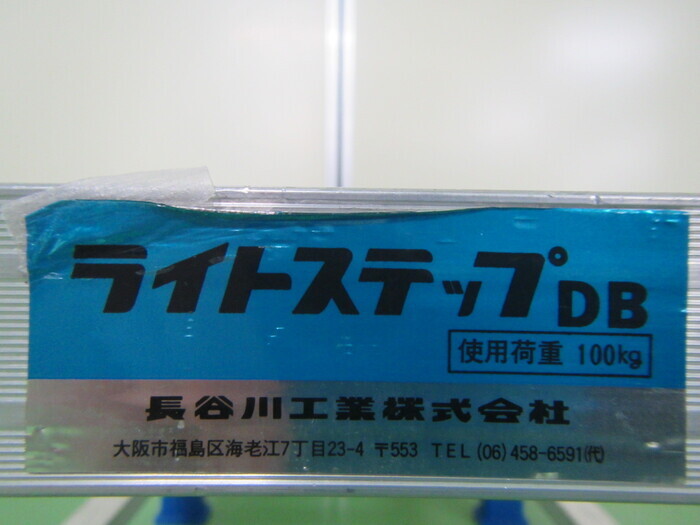 ライトステップDB
使用荷重 100kg
長谷川工業株式会社
大阪市福島区海老江7丁目23-4 〒553 TEL (06) 458-6591㈹